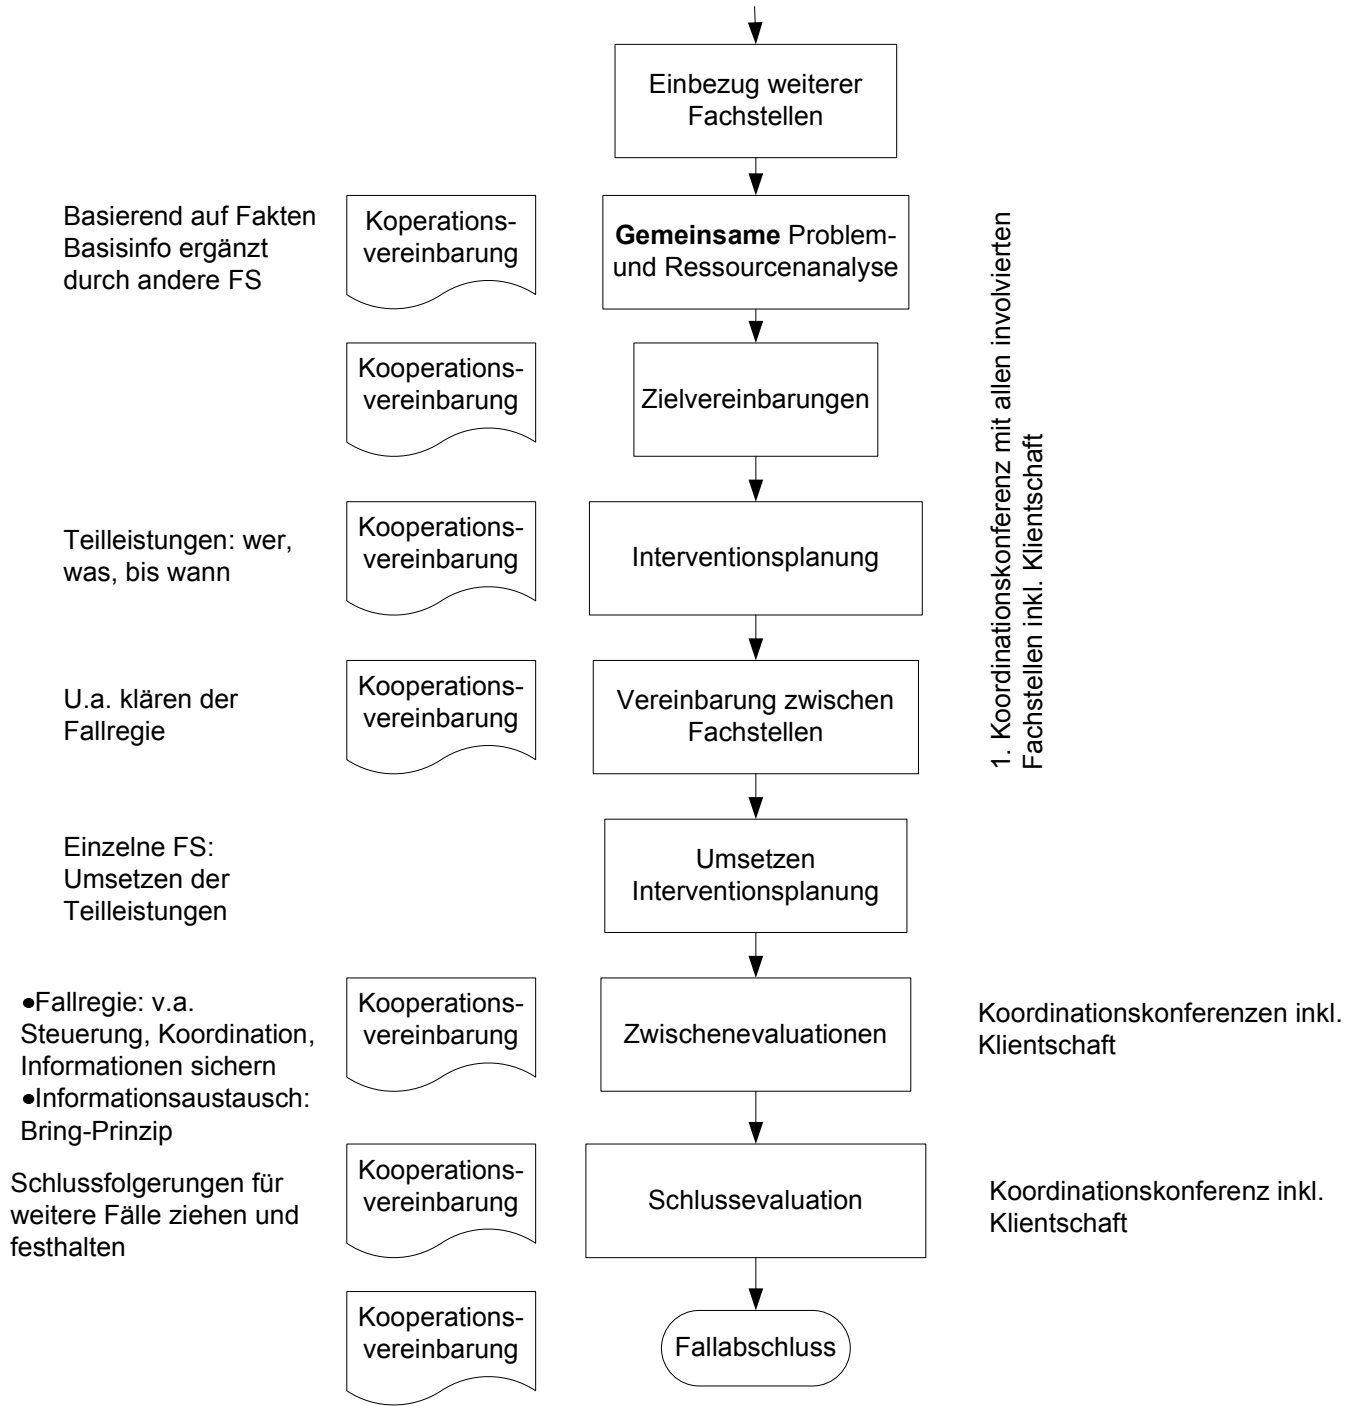 Einbezug weiterer
Fachstellen
Basierend auf Fakten
Basisinfo ergänzt
durch andere FS
Koperations-
vereinbarung
Gemeinsame Problem-
und Ressourcenanalyse
1. Koordinationskonferenz mit allen involvierten
Fachstellen inkl. Klientschaft
Kooperations-
vereinbarung
Zielvereinbarungen
Teilleistungen: wer,
was, bis wann
Kooperations-
vereinbarung
Interventionsplanung
U.a. klären der
Fallregie
Kooperations-
vereinbarung
Vereinbarung zwischen
Fachstellen
Einzelne FS:
Umsetzen der
Teilleistungen
Umsetzen
Interventionsplanung
•Fallregie: v.a.
Steuerung, Koordination,
Informationen sichern
•Informationsaustausch:
Bring-Prinzip
Kooperations-
vereinbarung
Zwischenevaluationen
Koordinationskonferenzen inkl.
Klientschaft
Schlussfolgerungen für
weitere Fälle ziehen und
festhalten
Kooperations-
vereinbarung
Schlussevaluation
Koordinationskonferenz inkl.
Klientschaft
Kooperations-
vereinbarung
Fallabschluss